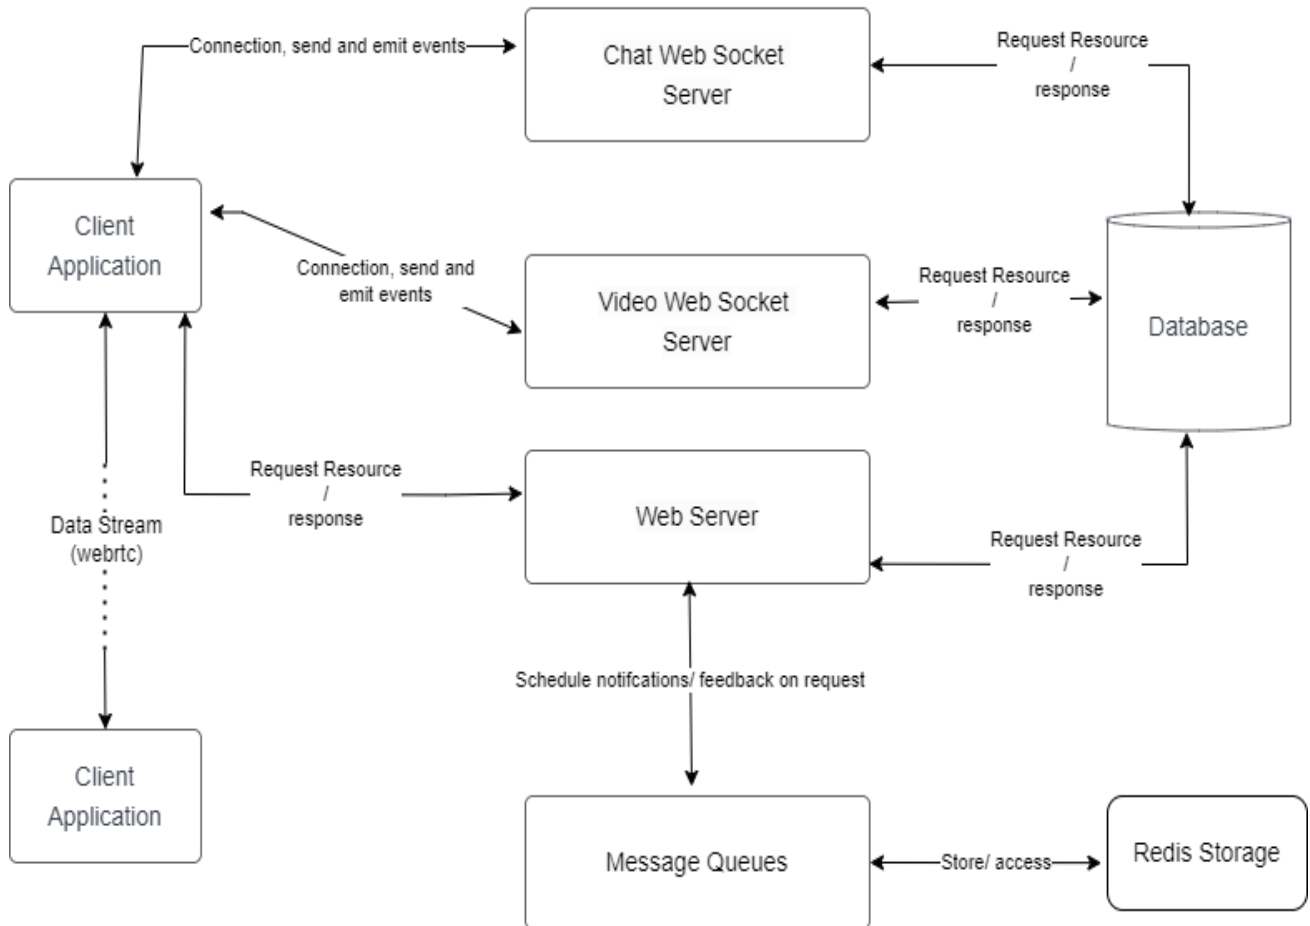 Connection, send and emit events
Chat Web Socket
Server
Request Resource
/
response
Client
Application
Connection, send and
emit events
Video Web Socket
Server
Request Resource
/
response
Database
Request Resource
/
response
Web Server
Request Resource
/
response
Data Stream
(webrtc)
Schedule notifcations/ feedback on request
Client
Application
Message Queues
Store/ access
Redis Storage